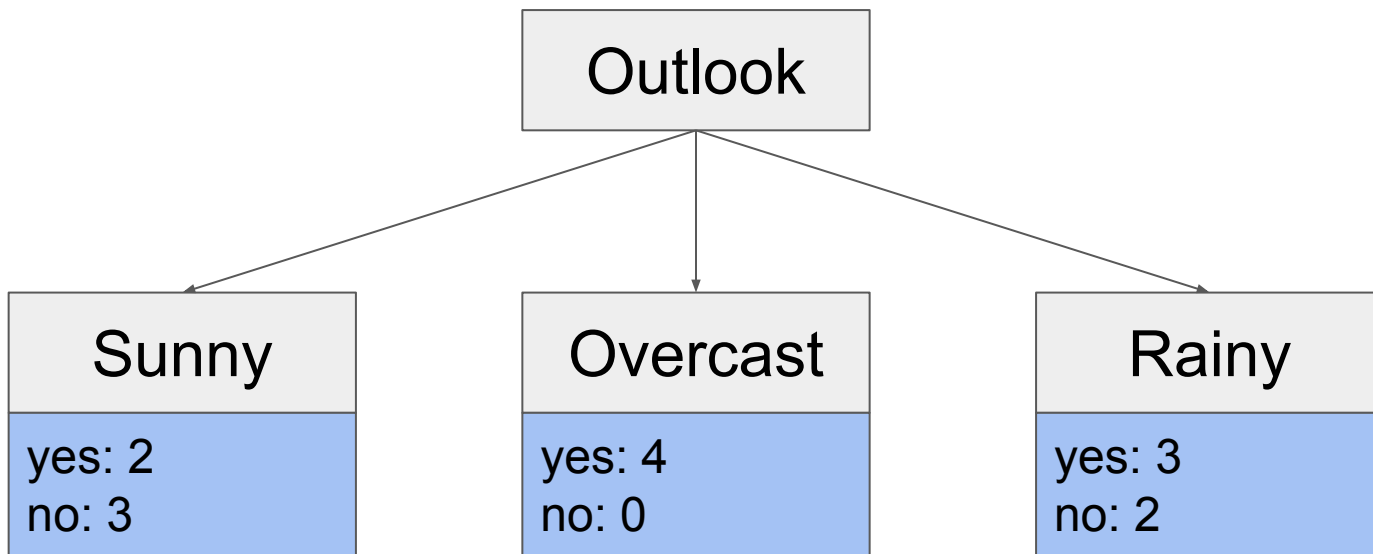 Outlook
Sunny
Overcast
Rainy
yes: 2
no: 3
yes: 4
no: 0
yes: 3
no: 2